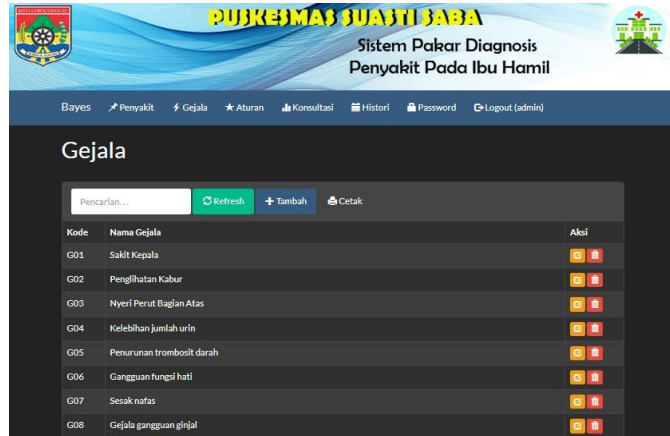 PUSKESMAS SUASTI SABA
Sistem Pakar Diagnosis
Penyakit Pada Ibu Hamil
Bayes Penyakit Gejala Aturan Konsultasi Histori Password Logout (admin)
Gejala
Pencarian... Refresh Tambah Cetak
Kode Nama Gejala Aksi
G01 Sakit Kepala
G02 Penglihatan Kabur
G03 Nyeri Perut Bagian Atas
G04 Kelebihan jumlah urin
G05 Penurunan trombosit darah
G06 Gangguan fungsi hati
G07 Sesak nafas
G08 Gejala gangguan ginjal